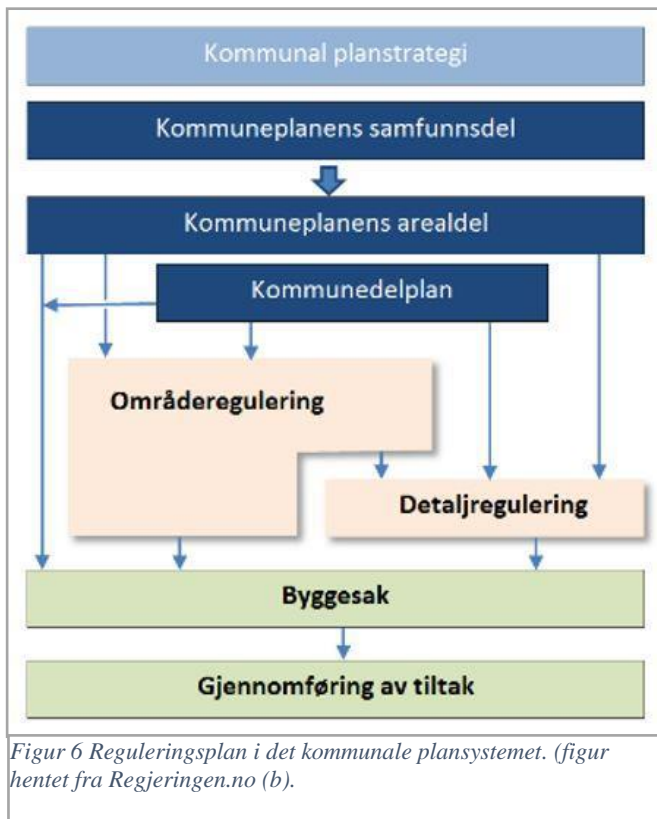 Kommunal planstrategi
Kommuneplanens samfunnsdel
Kommuneplanens arealdel
Kommunedelplan
Områderegulering
Detaljregulering
Byggesak
Gjennomføring av tiltak
Figur 6 Reguleringsplan i det kommunale plansystemet. (figur
hentet fra Regjeringen.no (b).